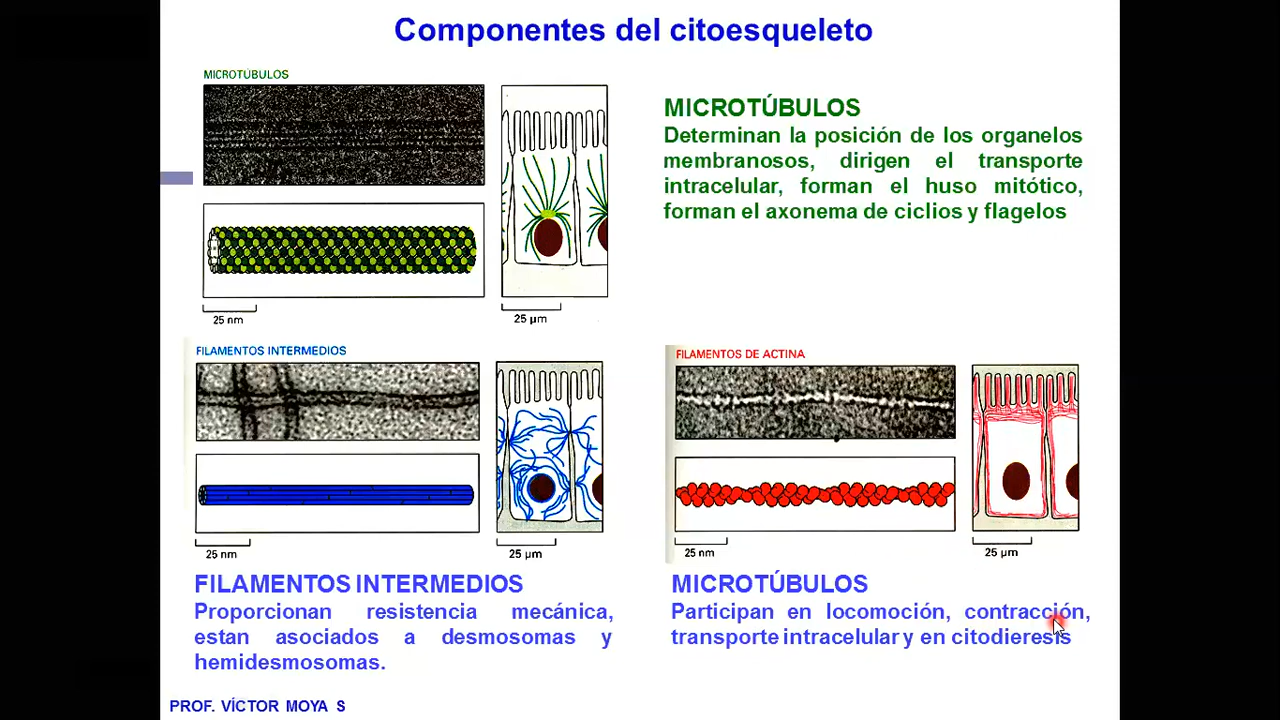 Componentes del citoesqueleto
MICROTÚBULOS
25 nm
25 µm
MICROTÚBULOS
Determinan la posición de los organelos
membranosos, dirigen el transporte
intracelular, forman el huso mitótico,
forman el axonema de ciclios y flagelos
FILAMENTOS INTERMEDIOS
25 nm
25 µm
FILAMENTOS INTERMEDIOS
Proporcionan resistencia mecánica,
estan asociados a desmosomas y
hemidesmosomas.
FILAMENTOS DE ACTINA
25 nm
25 µm
MICROTÚBULOS
Participan en locomoción, contracción,
transporte intracelular y en citodieresis
PROF. VÍCTOR MOYA S